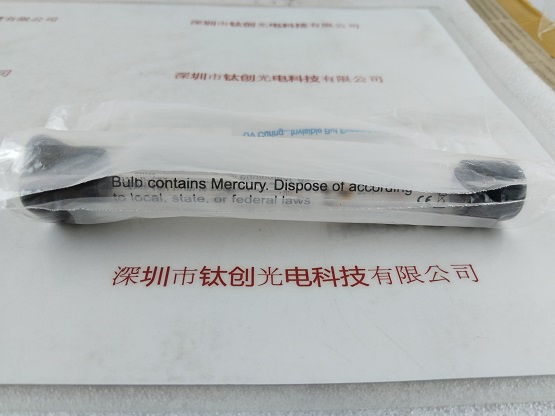 深圳市钛创光电科技有限公司
深圳市钛创光电科技有限公司
UV Curing
Bulb contains Mercury. Dispose of according
to local, state, or federal laws
CE
深圳市钛创光电科技有限公司